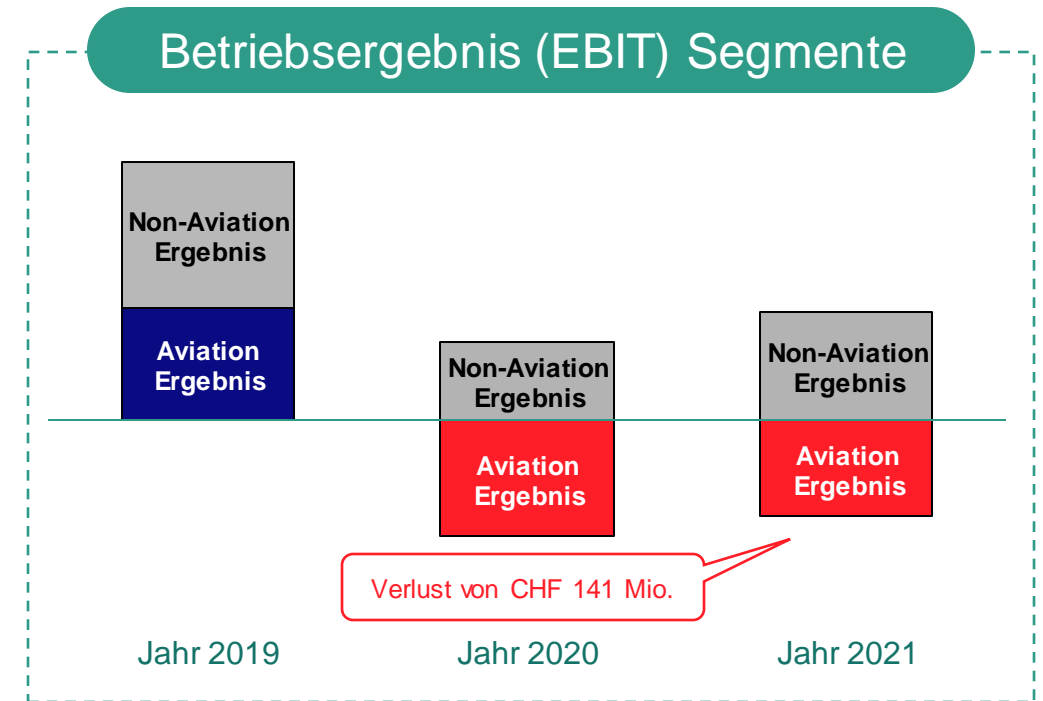 Betriebsergebnis (EBIT) Segmente
Non-Aviation
Ergebnis
Aviation
Ergebnis
Non-Aviation
Ergebnis
Aviation
Ergebnis
Non-Aviation
Ergebnis
Aviation
Ergebnis
Verlust von CHF 141 Mio.
Jahr 2019
Jahr 2020
Jahr 2021